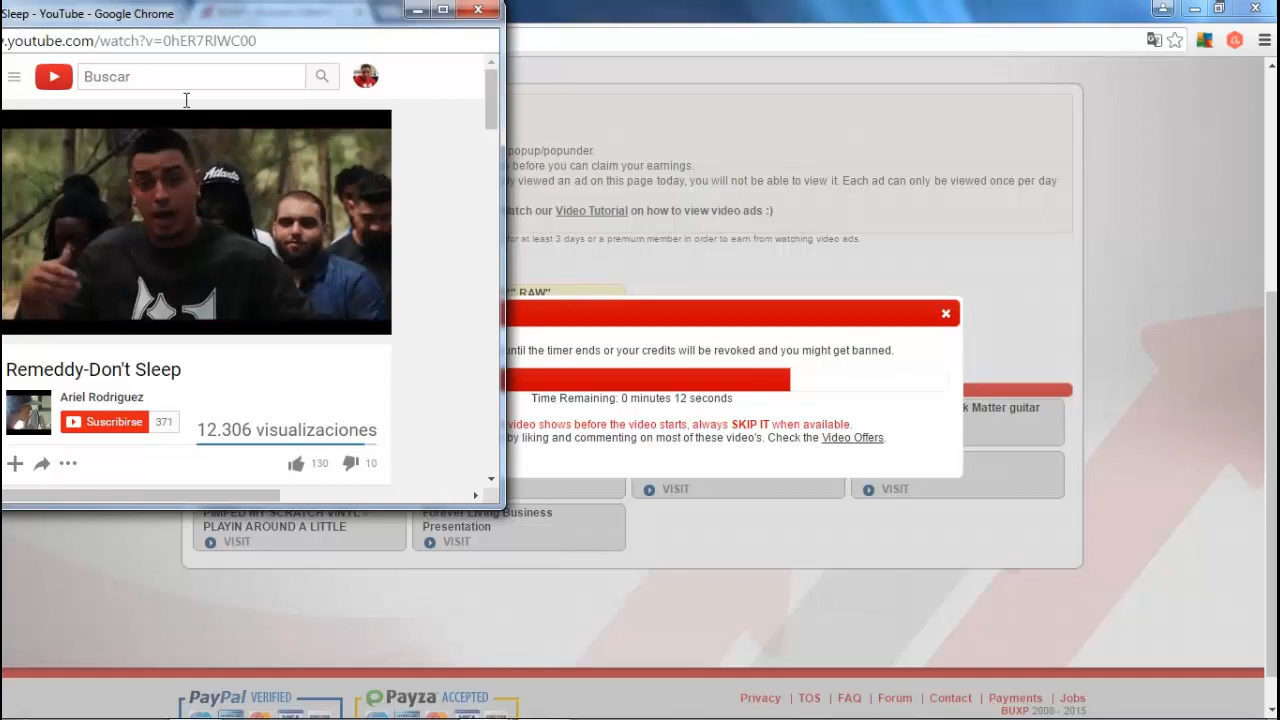 Sleep - YouTube - Google Chrome
.youtube.com/watch?v=0hER7RlWC00
Buscar
Atlanta
Remeddy-Don't Sleep
Ariel Rodriguez
Suscribirse 371
12.306 visualizaciones
130 10
popup/popunder.
before you can claim your earnings.
viewed an ad on this page today, you will not be able to view it. Each ad can only be viewed once per day
our Video Tutorial on how to view video ads :)
for at least 3 days or a premium member in order to earn from watching video ads.
RAW"
until the timer ends or your credits will be revoked and you might get banned.
Time Remaining: 0 minutes 12 seconds
video shows before the video starts, always SKIP IT when available.
by liking and commenting on most of these video's. Check the Video Offers.
Matter guitar
VISIT
VISIT
PIMPED MY SCRATCH VINYL
PLAYIN AROUND A LITTLE
VISIT
Forever Living Business
Presentation
VISIT
PayPal VERIFIED
Payza ACCEPTED
Privacy | TOS | FAQ | Forum | Contact | Payments | Jobs
BUXP 2008 - 2015